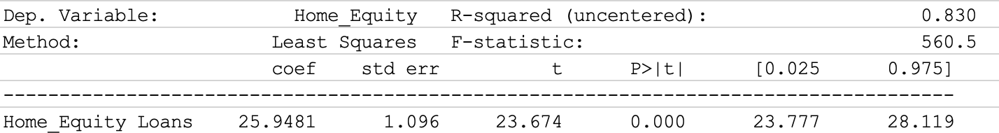 Dep. Variable: Home_Equity R-squared (uncentered): 0.830
Method: Least Squares F-statistic: 560.5
coef std err t P>|t| [0.025 0.975]
-------------------------------------------------------------------------------------
Home_Equity Loans 25.9481 1.096 23.674 0.000 23.777 28.119